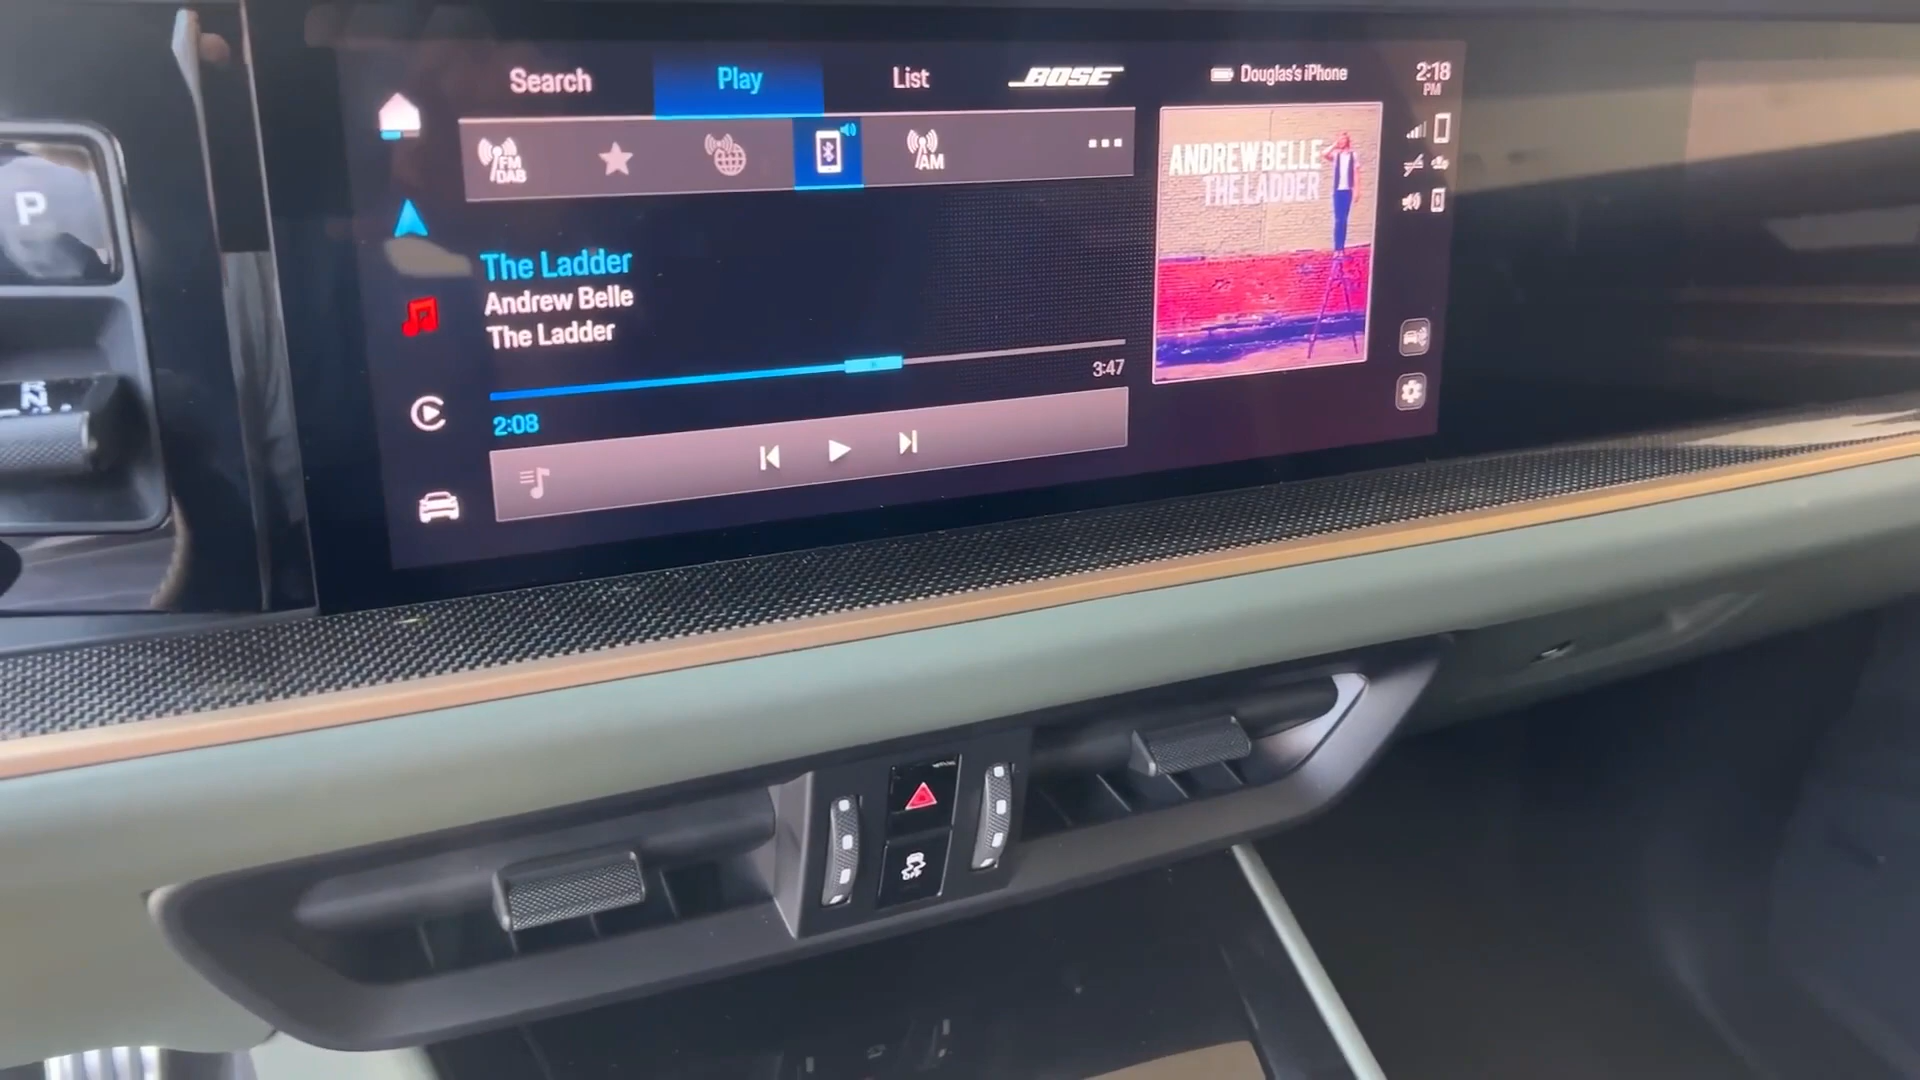 Search
Play
List
BOSE
Douglas's iPhone
2:18
PM
FM
DAB
AM
ANDREW BELLE
THE LADDER
The Ladder
Andrew Belle
The Ladder
2:08
3:47
P
R
N
OFF